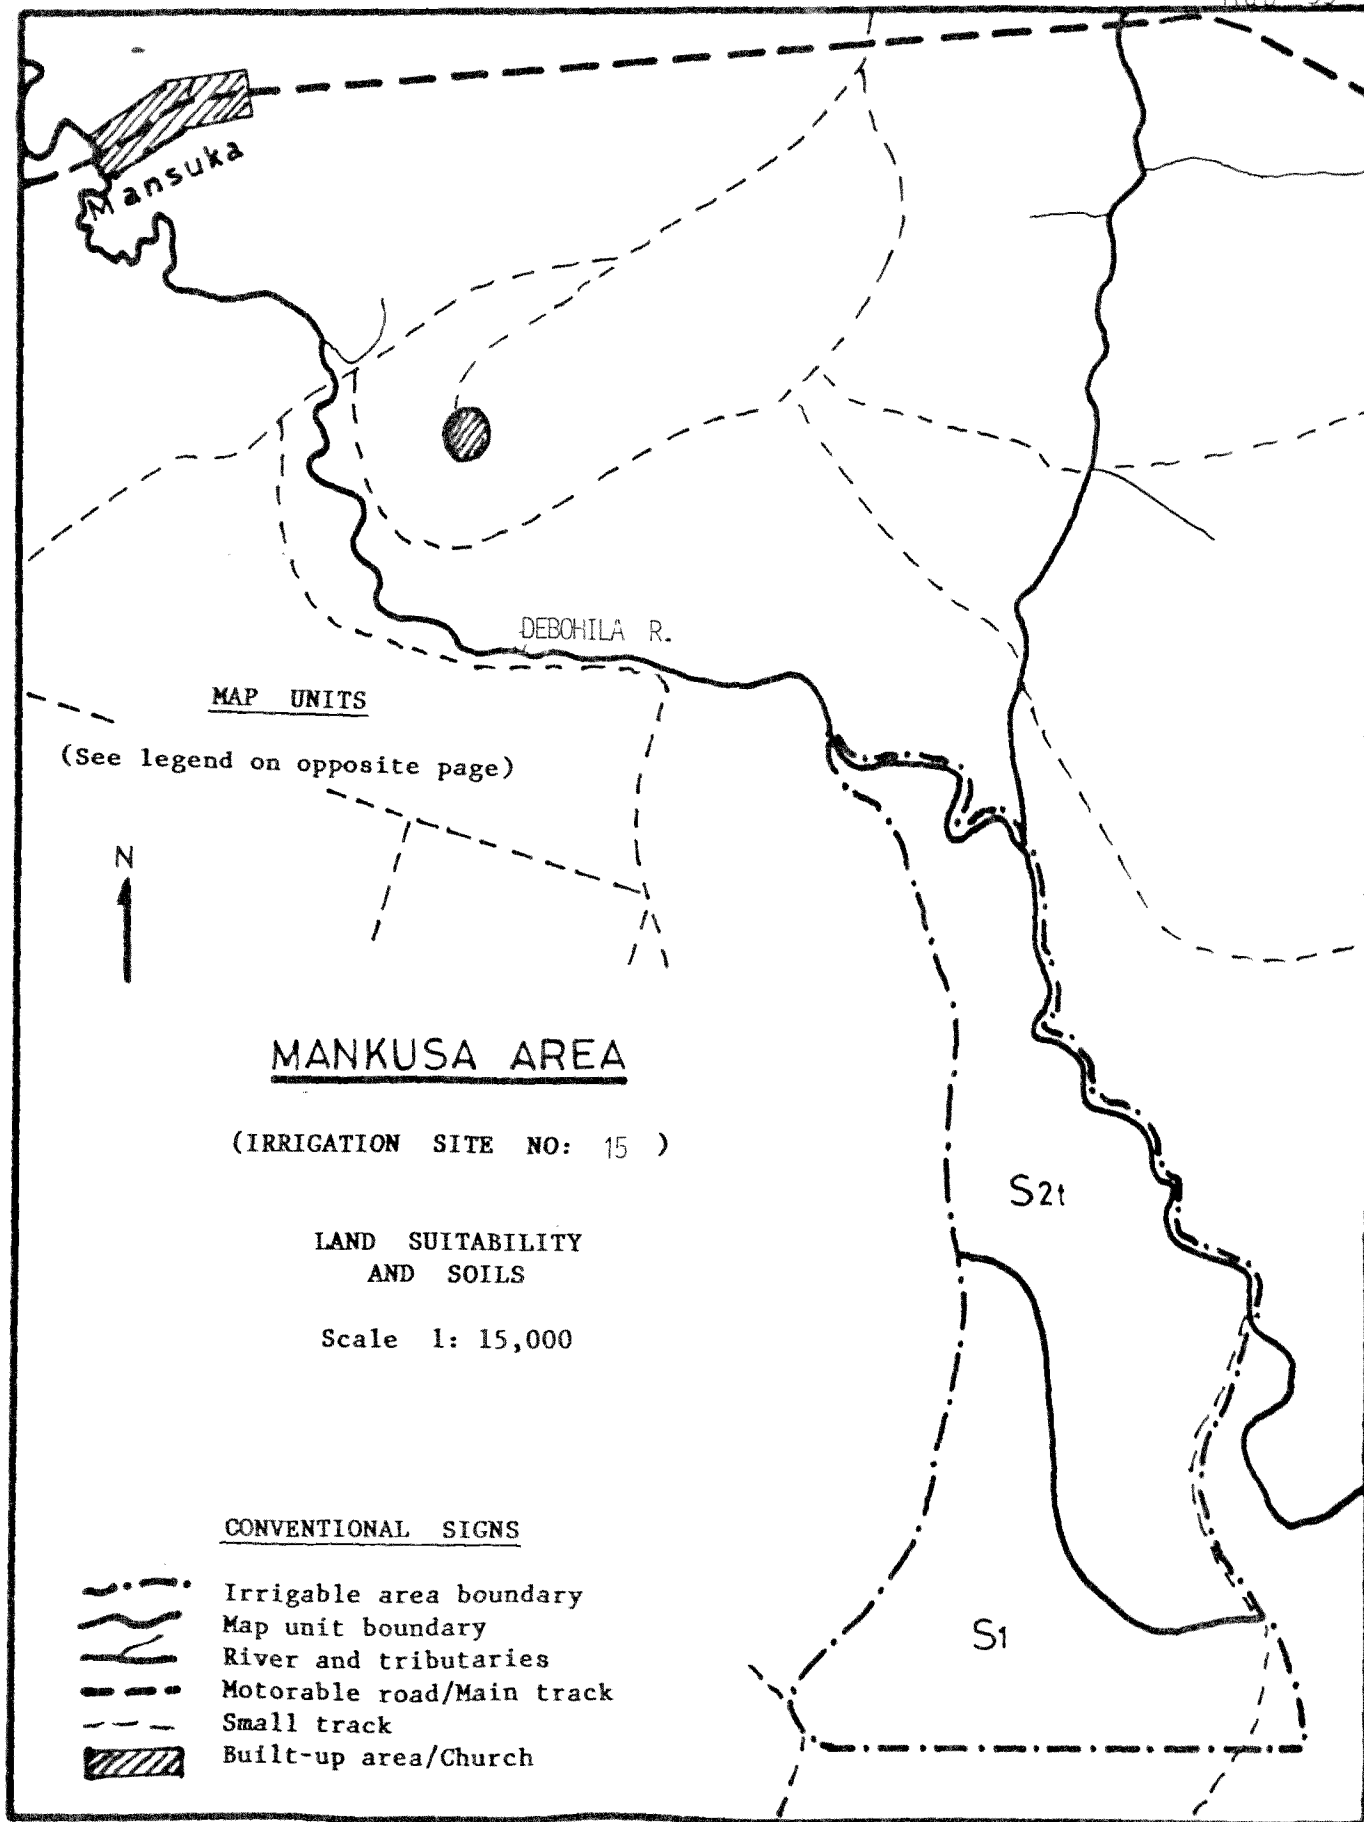 Mansuka
DEBOHILA R.
MAP UNITS
(See legend on opposite page)
N
MANKUSA AREA
(IRRIGATION SITE NO: 15 )
LAND SUITABILITY
AND SOILS
Scale 1: 15,000
S2t
S1
CONVENTIONAL SIGNS
Irrigable area boundary
Map unit boundary
River and tributaries
Motorable road/Main track
Small track
Built-up area/Church